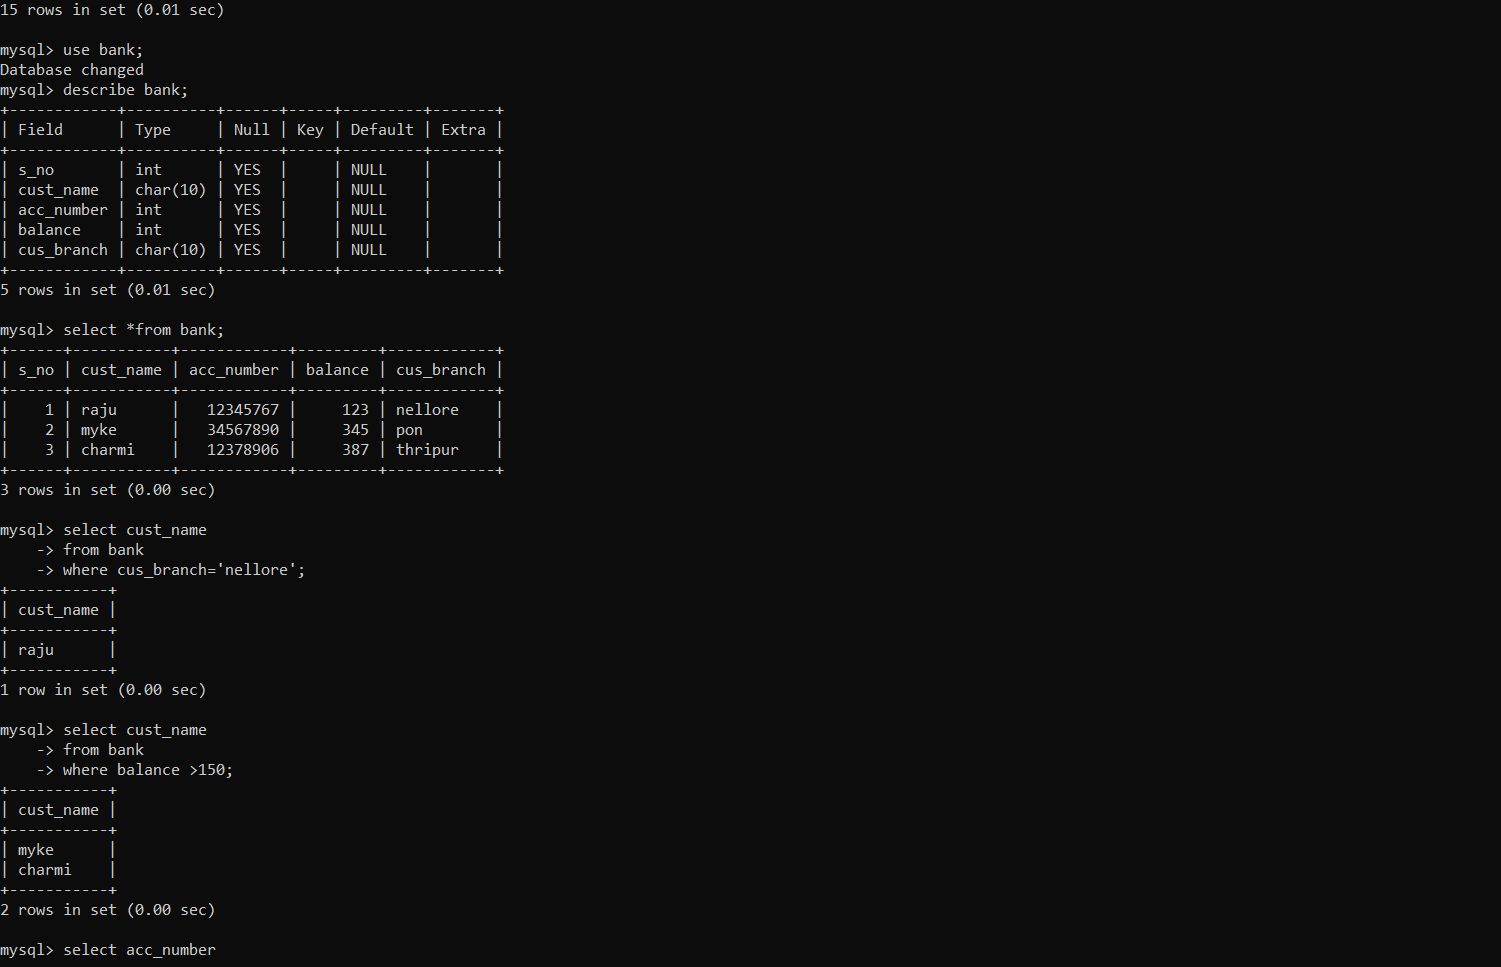 15 rows in set (0.01 sec)
mysql> use bank;
Database changed
mysql> describe bank;
+------------+----------+------+-----+---------+-------+
| Field      | Type     | Null | Key | Default | Extra |
+------------+----------+------+-----+---------+-------+
| s_no       | int      | YES  |     | NULL    |       |
| cust_name  | char(10) | YES  |     | NULL    |       |
| acc_number | int      | YES  |     | NULL    |       |
| balance    | int      | YES  |     | NULL    |       |
| cus_branch | char(10) | YES  |     | NULL    |       |
+------------+----------+------+-----+---------+-------+
5 rows in set (0.01 sec)
mysql> select *from bank;
+------+-----------+------------+---------+------------+
| s_no | cust_name | acc_number | balance | cus_branch |
+------+-----------+------------+---------+------------+
|    1 | raju      |   12345767 |     123 | nellore    |
|    2 | myke      |   34567890 |     345 | pon        |
|    3 | charmi    |   12378906 |     387 | thripur    |
+------+-----------+------------+---------+------------+
3 rows in set (0.00 sec)
mysql> select cust_name
    -> from bank
    -> where cus_branch='nellore';
+-----------+
| cust_name |
+-----------+
| raju      |
+-----------+
1 row in set (0.00 sec)
mysql> select cust_name
    -> from bank
    -> where balance >150;
+-----------+
| cust_name |
+-----------+
| myke      |
| charmi    |
+-----------+
2 rows in set (0.00 sec)
mysql> select acc_number